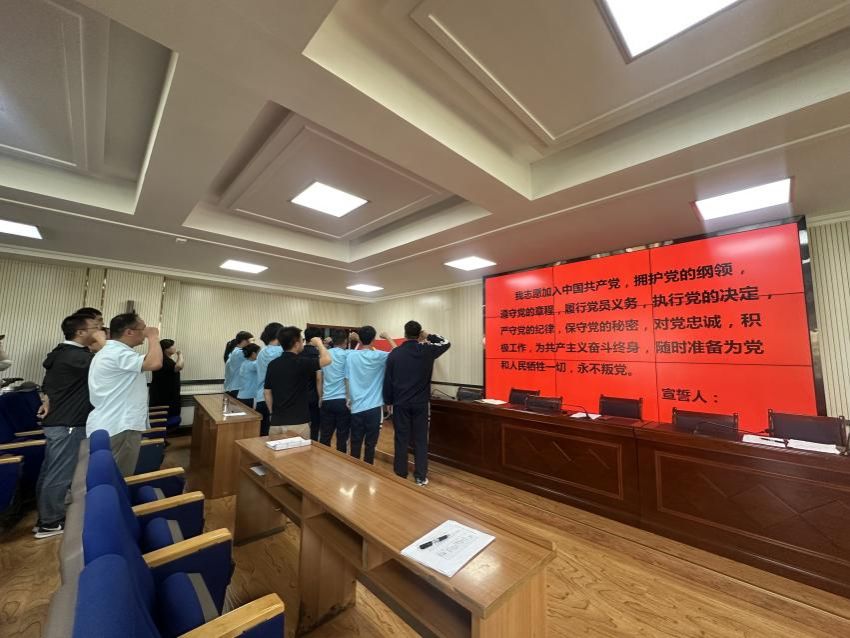 我志愿加入中国共产党，拥护党的纲领，
遵守党的章程，履行党员义务，执行党的决定，
严守党的纪律，保守党的秘密，对党忠诚，积
极工作，为共产主义奋斗终身，随时准备为党
和人民牺牲一切，永不叛党。
宣誓人：